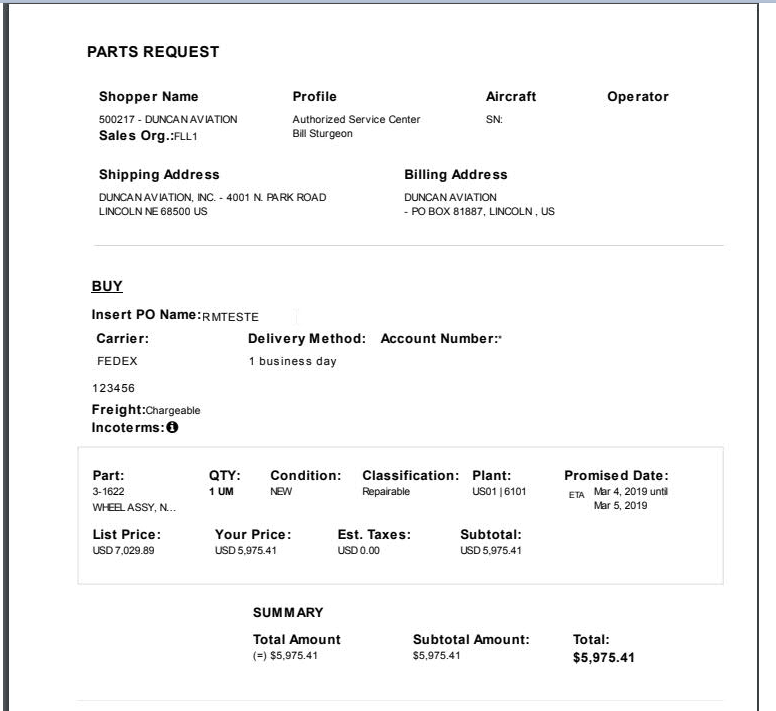 PARTS REQUEST
Shopper Name Profile Aircraft Operator
500217 - DUNCAN AVIATION Authorized Service Center SN:
Sales Org.:FLL1 Bill Sturgeon
Shipping Address Billing Address
DUNCAN AVIATION, INC. - 4001 N. PARK ROAD DUNCAN AVIATION
LINCOLN NE 68500 US - PO BOX 81887, LINCOLN , US
BUY
Insert PO Name:RMTESTE
Carrier: Delivery Method: Account Number:*
FEDEX 1 business day
123456
Freight:Chargeable
Incoterms:
Part: QTY: Condition: Classification: Plant: Promised Date:
3-1622 1 UM NEW Repairable US01 | 6101 ETA Mar 4, 2019 until
WHEEL ASSY, N... Mar 5, 2019
List Price: Your Price: Est. Taxes: Subtotal:
USD 7,029.89 USD 5,975.41 USD 0.00 USD 5,975.41
SUMMARY
Total Amount Subtotal Amount: Total:
(=) $5,975.41 $5,975.41 $5,975.41